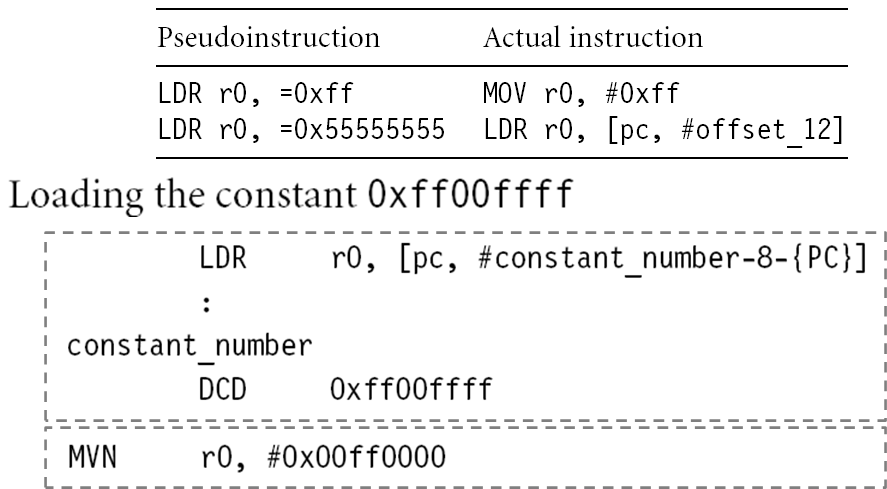 Pseudoinstruction Actual instruction
LDR r0, =0xff MOV r0, #0xff
LDR r0, =0x55555555 LDR r0, [pc, #offset_12]
Loading the constant 0xff00ffff
LDR r0, [pc, #constant_number-8-{PC}]
:
constant_number
DCD 0xff00ffff
MVN r0, #0x00ff0000